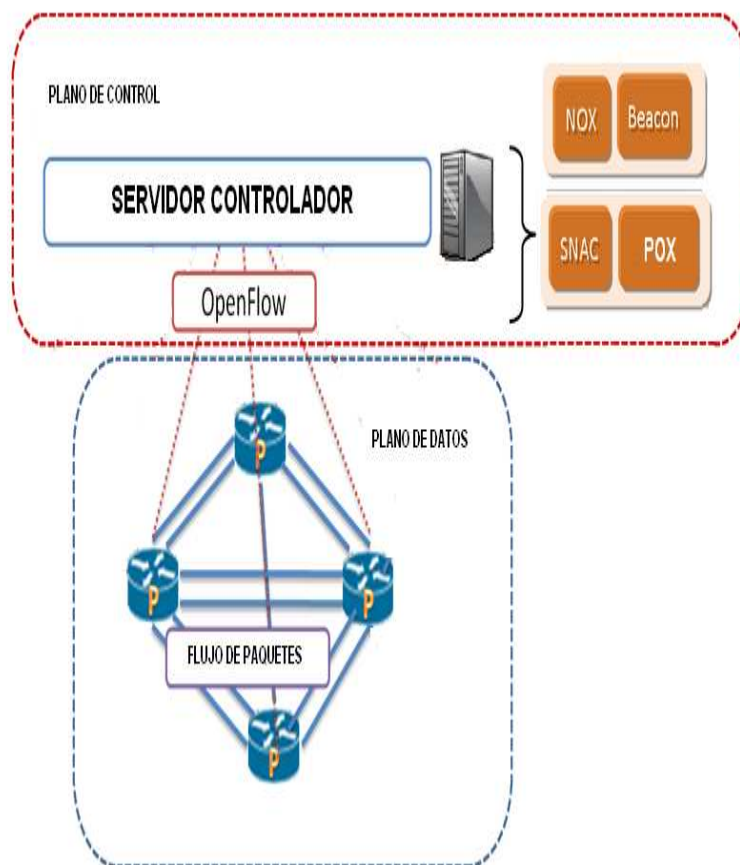 PLANO DE CONTROL
NOX
Beacon
SERVIDOR CONTROLADOR
SNAC
POX
OpenFlow
PLANO DE DATOS
P
P
P
FLUJO DE PAQUETES
P